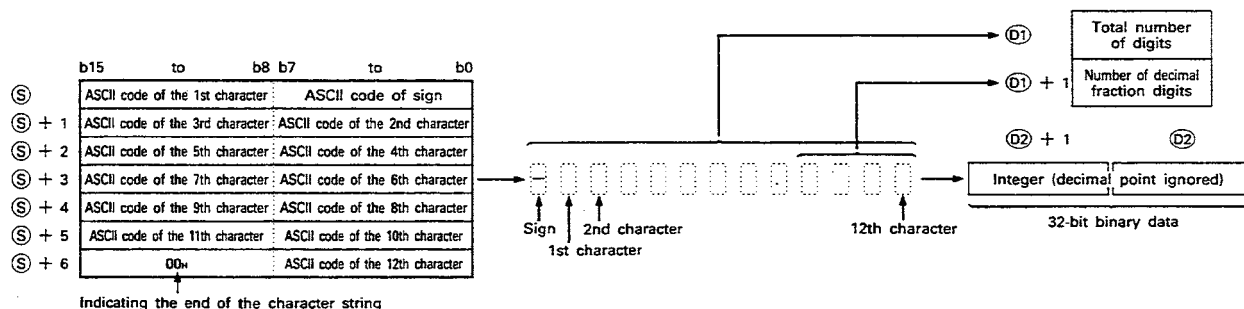 b15 to b8 b7 to b0
Ⓢ ASCII code of the 1st character ASCII code of sign
Ⓢ + 1 ASCII code of the 3rd character ASCII code of the 2nd character
Ⓢ + 2 ASCII code of the 5th character ASCII code of the 4th character
Ⓢ + 3 ASCII code of the 7th character ASCII code of the 6th character
Ⓢ + 4 ASCII code of the 9th character ASCII code of the 8th character
Ⓢ + 5 ASCII code of the 11th character ASCII code of the 10th character
Ⓢ + 6 00H ASCII code of the 12th character
Indicating the end of the character string
−
.
Sign
1st character
2nd character
12th character
D1 Total number of digits
D1 + 1 Number of decimal fraction digits
D2 + 1 D2
Integer (decimal point ignored)
32-bit binary data